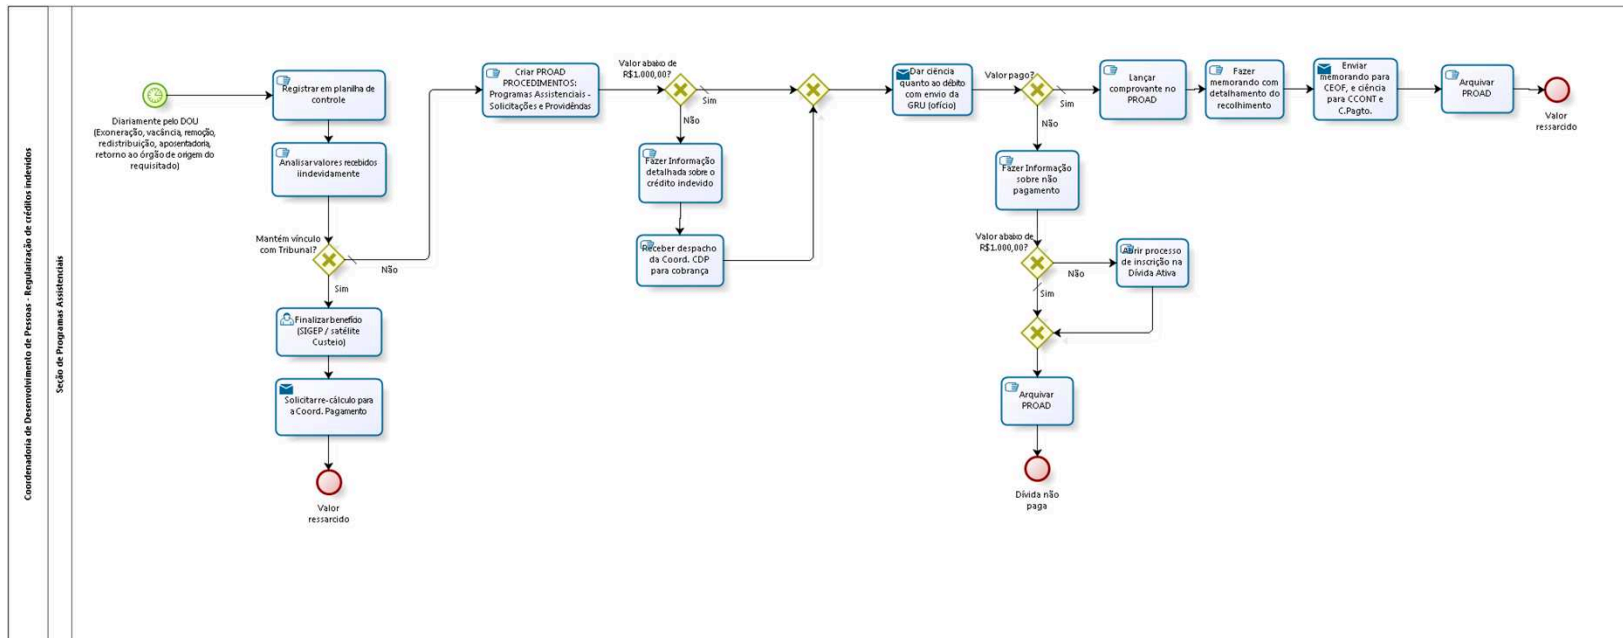 Coordenadoria de Desenvolvimento de Pessoas - Regularização de créditos indevidos
Seção de Programas Assistenciais
Diariamente pelo DOU
(Exoneração, vacância, remoção,
redistribuição, aposentadoria,
retorno ao órgão de origem do
requisitado)
Registrar em planilha de
controle
Analisar valores recebidos
iindevidamente
Mantém vínculo
com Tribunal?
Não
Sim
Finalizar benefício
(SIGEP / satélite
Custeio)
Solicitar re-cálculo para
a Coord. Pagamento
Valor
ressarcido
Criar PROAD
PROCEDIMENTOS:
Programas Assistenciais -
Solicitações e Providêndas
Valor abaixo de
R$1.000,00?
Sim
Não
Fazer Informação
detalhada sobre o
crédito indevido
Receber despacho
da Coord. CDP
para cobrança
Dar ciência
quanto ao débito
com envio da
GRU (ofício)
Valor pago?
Sim
Não
Lançar
comprovante no
PROAD
Fazer
memorando com
detalhamento do
recolhimento
Enviar
memorando para
CEOF, e ciência
para CCONT e
C.Pagto.
Arquivar
PROAD
Valor
ressarcido
Fazer Informação
sobre não
pagamento
Valor abaixo de
R$1.000,00?
Não
Sim
Abrir processo
de inscrição na
Dívida Ativa
Arquivar
PROAD
Dívida não
paga